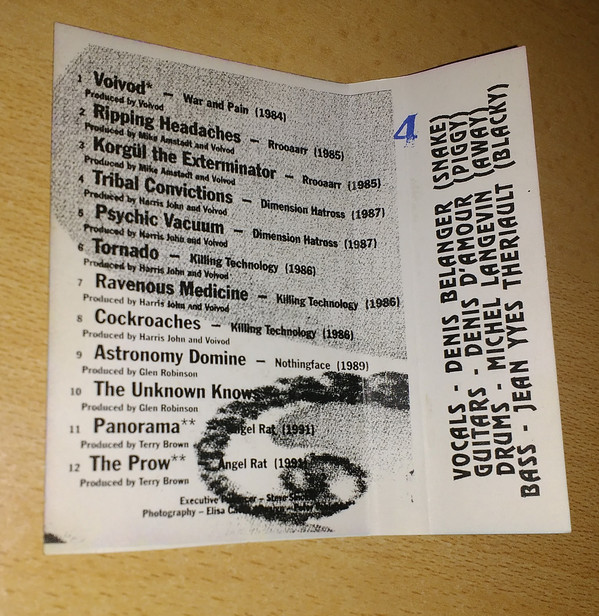 1 Voivod* – War and Pain (1984)
Produced by Voivod
2 Ripping Headaches – Rrooaarr (1985)
Produced by Mike Amstadt and Voivod
3 Korgül the Exterminator – Rrooaarr (1985)
Produced by Mike Amstadt and Voivod
4 Tribal Convictions – Dimension Hatross (1987)
Produced by Harris John and Voivod
5 Psychic Vacuum – Dimension Hatross (1987)
Produced by Harris John and Voivod
6 Tornado – Killing Technology (1986)
Produced by Harris John and Voivod
7 Ravenous Medicine – Killing Technology (1986)
Produced by Harris John and Voivod
8 Cockroaches – Killing Technology (1986)
Produced by Harris John and Voivod
9 Astronomy Domine – Nothingface (1989)
Produced by Glen Robinson
10 The Unknown Know
Produced by Glen Robinson
11 Panorama** Angel Rat (1991)
Produced by Terry Brown
12 The Prow** – Angel Rat (1991)
Produced by Terry Brown
Executive
Photography – Elisa
4
VOCALS - DENIS BELANGER (SNAKE)
GUITARS - DENIS D'AMOUR (PIGGY)
DRUMS - MICHEL LANGEVIN (AWAY)
BASS - JEAN YVES THERIAULT (BLACKY)